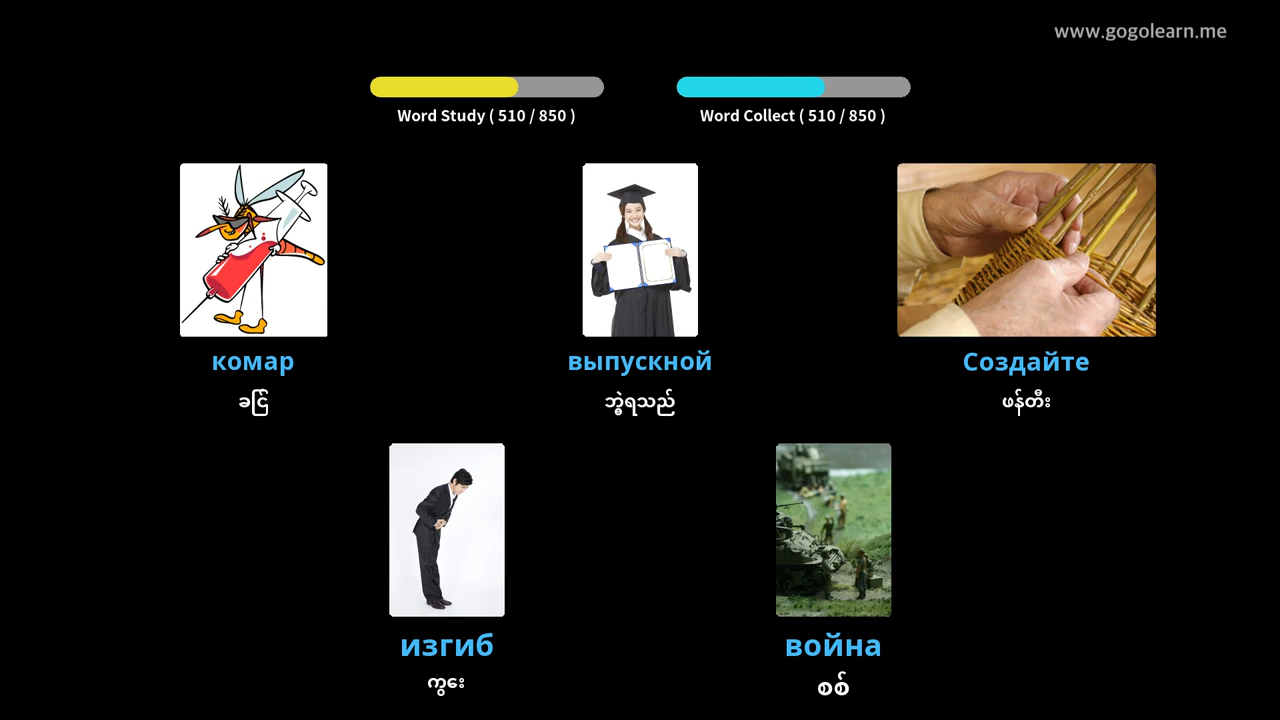 www.gogolearn.me
Word Study ( 510 / 850 )
Word Collect ( 510 / 850 )
комар
ခြင်
выпускной
ဘွဲ့ရသည်
Создайте
ဖန်တီး
изгиб
ကွေး
война
စစ်